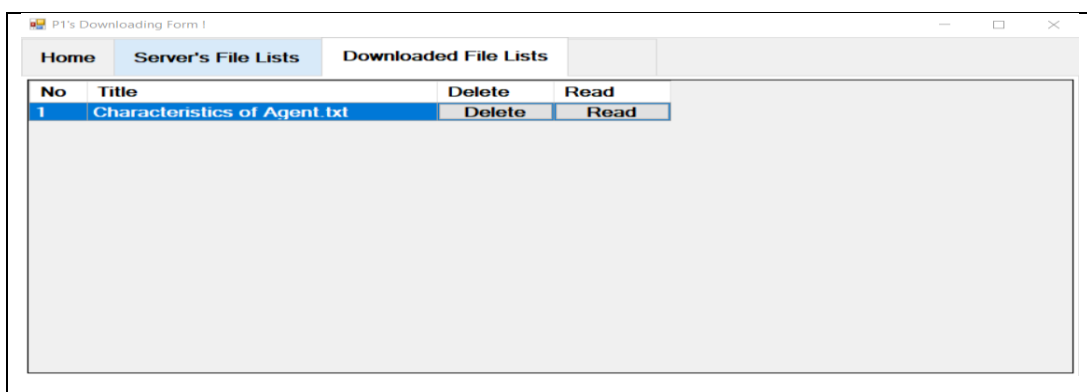 P1's Downloading Form !
Home Server's File Lists Downloaded File Lists
No Title Delete Read
1 Characteristics of Agent.txt Delete Read